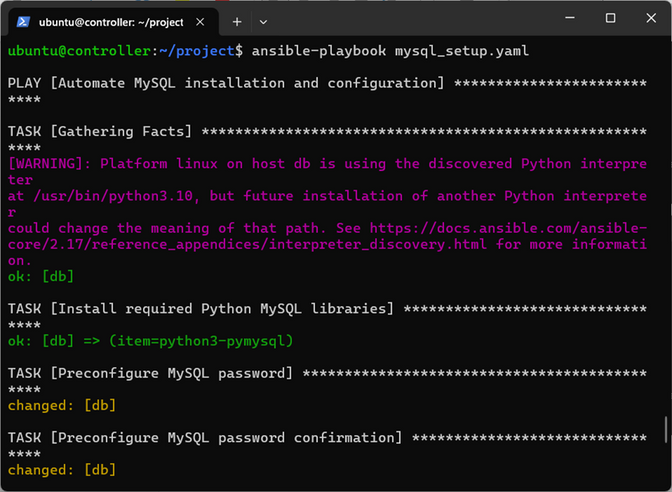 ubuntu@controller: ~/project
ubuntu@controller:~/project$ ansible-playbook mysql_setup.yaml
PLAY [Automate MySQL installation and configuration] ***********************
****
TASK [Gathering Facts] *****************************************************
****
[WARNING]: Platform linux on host db is using the discovered Python interpre
ter
at /usr/bin/python3.10, but future installation of another Python interprete
r
could change the meaning of that path. See https://docs.ansible.com/ansible-
core/2.17/reference_appendices/interpreter_discovery.html for more informati
on.
ok: [db]
TASK [Install required Python MySQL libraries] *****************************
****
ok: [db] => (item=python3-pymysql)
TASK [Preconfigure MySQL password] *****************************************
****
changed: [db]
TASK [Preconfigure MySQL password confirmation] ****************************
****
changed: [db]